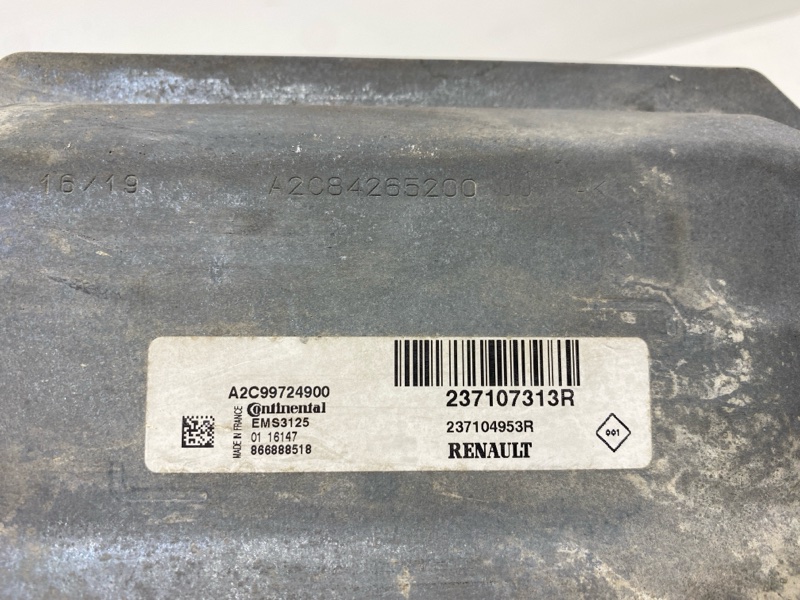 16/19 A2C84265200
A2C99724900
Continental
EMS3125
01 16147
866888518
MADE IN FRANCE
237107313R
237104953R
RENAULT
001